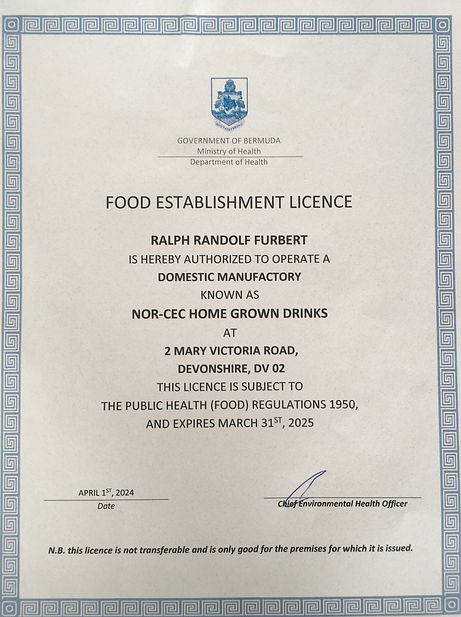 GOVERNMENT OF BERMUDA
Ministry of Health
Department of Health
FOOD ESTABLISHMENT LICENCE
RALPH RANDOLF FURBERT
IS HEREBY AUTHORIZED TO OPERATE A
DOMESTIC MANUFACTORY
KNOWN AS
NOR-CEC HOME GROWN DRINKS
AT
2 MARY VICTORIA ROAD,
DEVONSHIRE, DV 02
THIS LICENCE IS SUBJECT TO
THE PUBLIC HEALTH (FOOD) REGULATIONS 1950,
AND EXPIRES MARCH 31ST, 2025
APRIL 1ST, 2024
Date
Chief Environmental Health Officer
N.B. this licence is not transferable and is only good for the premises for which it is issued.